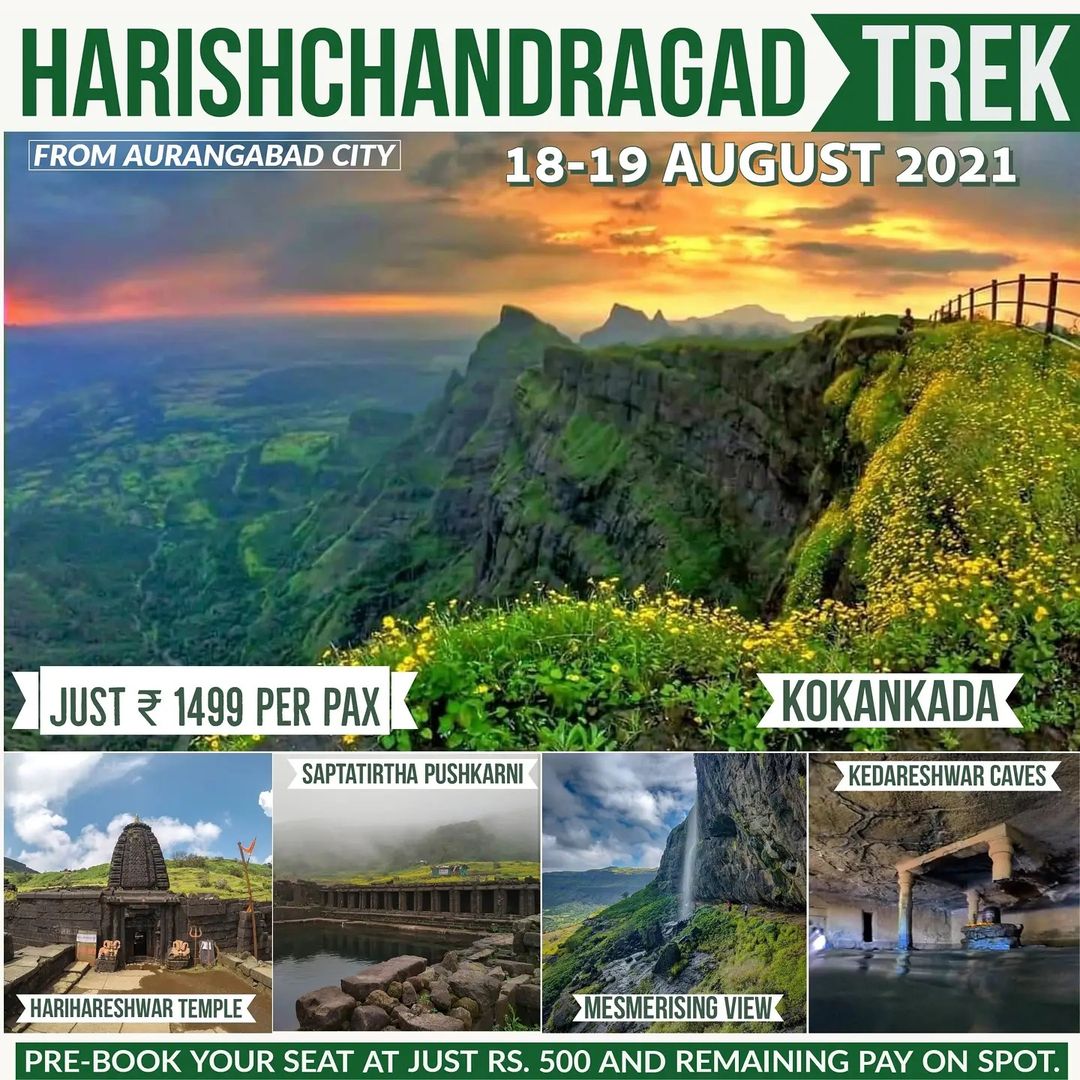 HARISHCHANDRAGAD TREK
FROM AURANGABAD CITY
18-19 AUGUST 2021
JUST ₹ 1499 PER PAX
KOKANKADA
HARIHARESHWAR TEMPLE
SAPTATIRTHA PUSHKARNI
MESMERISING VIEW
KEDARESHWAR CAVES
PRE-BOOK YOUR SEAT AT JUST RS. 500 AND REMAINING PAY ON SPOT.